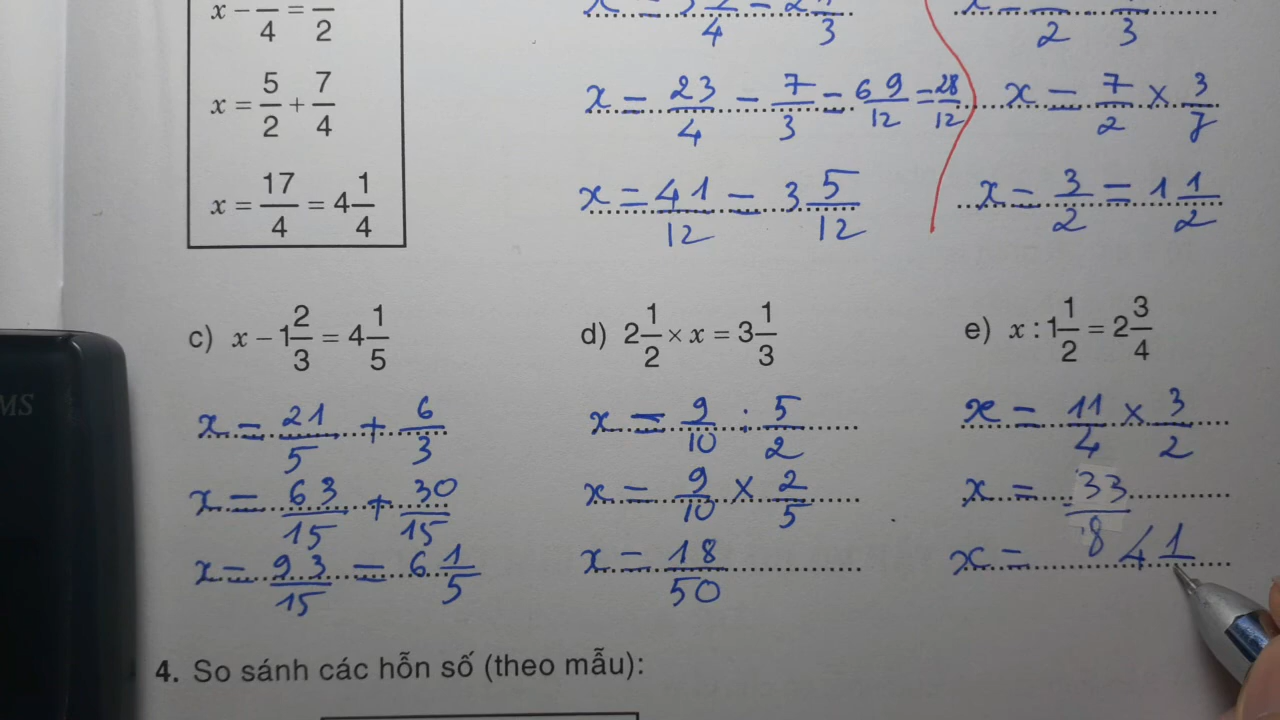 x - /4 = /2
x = 5/2 + 7/4
x = 17/4 = 4 1/4
x = 23/4 - 7/3 = 69/12 = 28/12
x = 41/12 = 3 5/12
x = 7/2 × 3/7
x = 3/2 = 1 1/2
c) x - 1 2/3 = 4 1/5
x = 21/5 + 6/3
x = 63/15 + 30/15
x = 93/15 = 6 1/5
d) 2 1/2 × x = 3 1/3
x = 9/10 : 5/2
x = 9/10 × 2/5
x = 18/50
e) x : 1 1/2 = 2 3/4
x = 11/4 × 3/2
x = 33/8
x = 4 1/
MS
4. So sánh các hỗn số (theo mẫu):